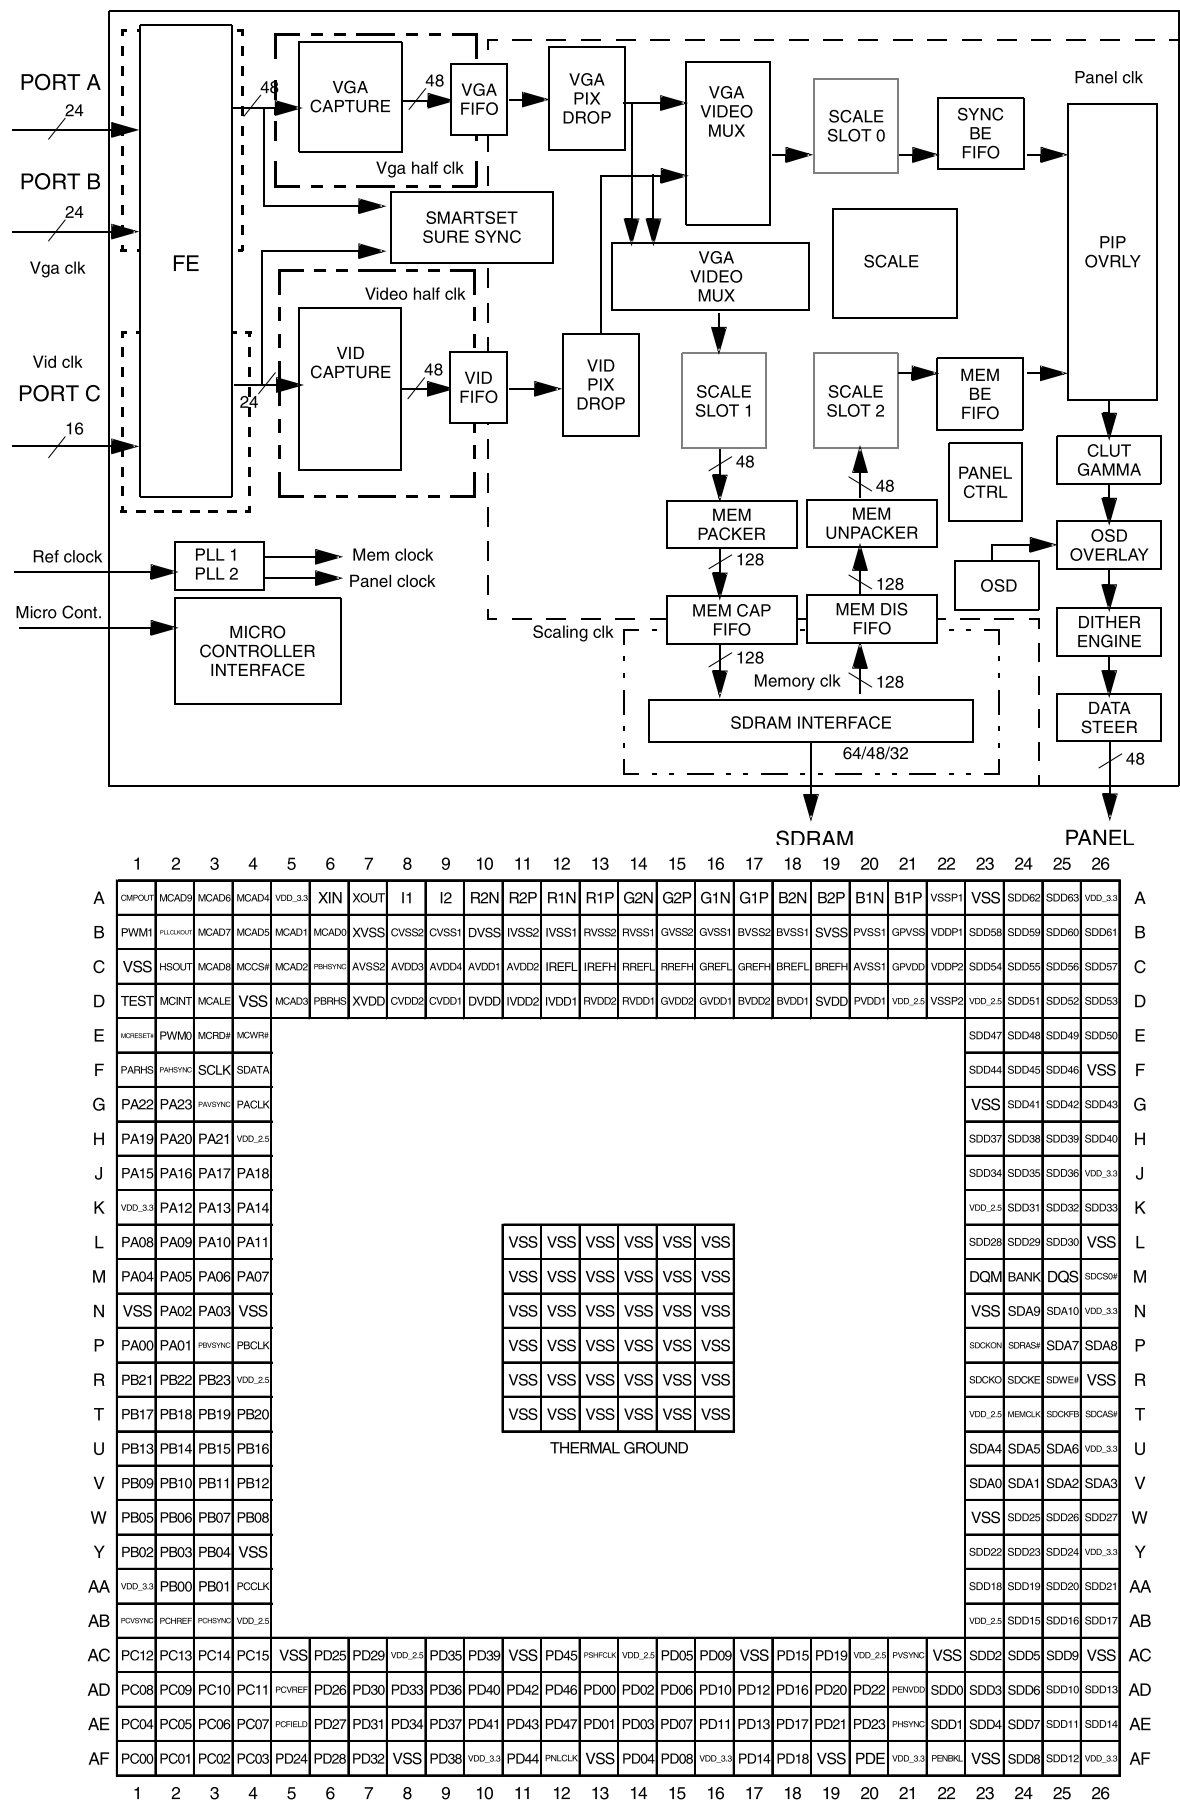 PORT A
24
PORT B
24
Vga clk
Vid clk
PORT C
16
FE
48
VGA
CAPTURE
48
VGA
FIFO
Vga half clk
SMARTSET
SURE SYNC
Video half clk
24
VID
CAPTURE
48
VID
FIFO
VGA
PIX
DROP
VID
PIX
DROP
VGA
VIDEO
MUX
VGA
VIDEO
MUX
SCALE
SLOT 0
SYNC
BE
FIFO
Panel clk
PIP
OVRLY
SCALE
SCALE
SLOT 1
SCALE
SLOT 2
MEM
BE
FIFO
48
48
PANEL
CTRL
CLUT
GAMMA
MEM
PACKER
MEM
UNPACKER
OSD
OVERLAY
OSD
128
128
MEM CAP
FIFO
MEM DIS
FIFO
DITHER
ENGINE
Scaling clk
128
Memory clk
128
SDRAM INTERFACE
64/48/32
DATA
STEER
48
Ref clock
PLL 1
PLL 2
Mem clock
Panel clock
Micro Cont.
MICRO
CONTROLLER
INTERFACE
SDRAM
PANEL
1 2 3 4 5 6 7 8 9 10 11 12 13 14 15 16 17 18 19 20 21 22 23 24 25 26
A CMPOUT MCAD9 MCAD6 MCAD4 VDD_3.3 XIN XOUT I1 I2 R2N R2P R1N R1P G2N G2P G1N G1P B2N B2P B1N B1P VSSP1 VSS SDD62 SDD63 VDD_3.3 A
B PWM1 PLLCLKOUT MCAD7 MCAD5 MCAD1 MCAD0 XVSS CVSS2 CVSS1 DVSS IVSS2 IVSS1 RVSS2 RVSS1 GVSS2 GVSS1 BVSS2 BVSS1 SVSS PVSS1 GPVSS VDDP1 SDD58 SDD59 SDD60 SDD61 B
C VSS HSOUT MCAD8 MCCS# MCAD2 PBHSYNC AVSS2 AVDD3 AVDD4 AVDD1 AVDD2 IREFL IREFH RREFL RREFH GREFL GREFH BREFL BREFH AVSS1 GPVDD VDDP2 SDD54 SDD55 SDD56 SDD57 C
D TEST MCINT MCALE VSS MCAD3 PBRHS XVDD CVDD2 CVDD1 DVDD IVDD2 IVDD1 RVDD2 RVDD1 GVDD2 GVDD1 BVDD2 BVDD1 SVDD PVDD1 VDD_2.5 VSSP2 VDD_2.5 SDD51 SDD52 SDD53 D
E MCRESET# PWM0 MCRD# MCWR# SDD47 SDD48 SDD49 SDD50 E
F PARHS PAHSYNC SCLK SDATA SDD44 SDD45 SDD46 VSS F
G PA22 PA23 PAVSYNC PACLK VSS SDD41 SDD42 SDD43 G
H PA19 PA20 PA21 VDD_2.5 SDD37 SDD38 SDD39 SDD40 H
J PA15 PA16 PA17 PA18 SDD34 SDD35 SDD36 VDD_3.3 J
K VDD_3.3 PA12 PA13 PA14 VDD_2.5 SDD31 SDD32 SDD33 K
L PA08 PA09 PA10 PA11 VSS VSS VSS VSS VSS VSS SDD28 SDD29 SDD30 VSS L
M PA04 PA05 PA06 PA07 VSS VSS VSS VSS VSS VSS DQM BANK DQS SDCS0# M
N VSS PA02 PA03 VSS VSS VSS VSS VSS VSS VSS VSS SDA9 SDA10 VDD_3.3 N
P PA00 PA01 PBVSYNC PBCLK VSS VSS VSS VSS VSS VSS SDCKON SDRAS# SDA7 SDA8 P
R PB21 PB22 PB23 VDD_2.5 VSS VSS VSS VSS VSS VSS SDCKO SDCKE SDWE# VSS R
T PB17 PB18 PB19 PB20 VSS VSS VSS VSS VSS VSS VDD_2.5 MEMCLK SDCKFB SDCAS# T
THERMAL GROUND
U PB13 PB14 PB15 PB16 SDA4 SDA5 SDA6 VDD_3.3 U
V PB09 PB10 PB11 PB12 SDA0 SDA1 SDA2 SDA3 V
W PB05 PB06 PB07 PB08 VSS SDD25 SDD26 SDD27 W
Y PB02 PB03 PB04 VSS SDD22 SDD23 SDD24 VDD_3.3 Y
AA VDD_3.3 PB00 PB01 PCCLK SDD18 SDD19 SDD20 SDD21 AA
AB PCVSYNC PCHREF PCHSYNC VDD_2.5 VDD_2.5 SDD15 SDD16 SDD17 AB
AC PC12 PC13 PC14 PC15 VSS PD25 PD29 VDD_2.5 PD35 PD39 VSS PD45 PSHFCLK VDD_2.5 PD05 PD09 VSS PD15 PD19 VDD_2.5 PVSYNC VSS SDD2 SDD5 SDD9 VSS AC
AD PC08 PC09 PC10 PC11 PCVREF PD26 PD30 PD33 PD36 PD40 PD42 PD46 PD00 PD02 PD06 PD10 PD12 PD16 PD20 PD22 PENVDD SDD0 SDD3 SDD6 SDD10 SDD13 AD
AE PC04 PC05 PC06 PC07 PCFIELD PD27 PD31 PD34 PD37 PD41 PD43 PD47 PD01 PD03 PD07 PD11 PD13 PD17 PD21 PD23 PHSYNC SDD1 SDD4 SDD7 SDD11 SDD14 AE
AF PC00 PC01 PC02 PC03 PD24 PD28 PD32 VSS PD38 VDD_3.3 PD44 PNLCLK VSS PD04 PD08 VDD_3.3 PD14 PD18 VSS PDE VDD_3.3 PENBKL VSS SDD8 SDD12 VDD_3.3 AF
1 2 3 4 5 6 7 8 9 10 11 12 13 14 15 16 17 18 19 20 21 22 23 24 25 26